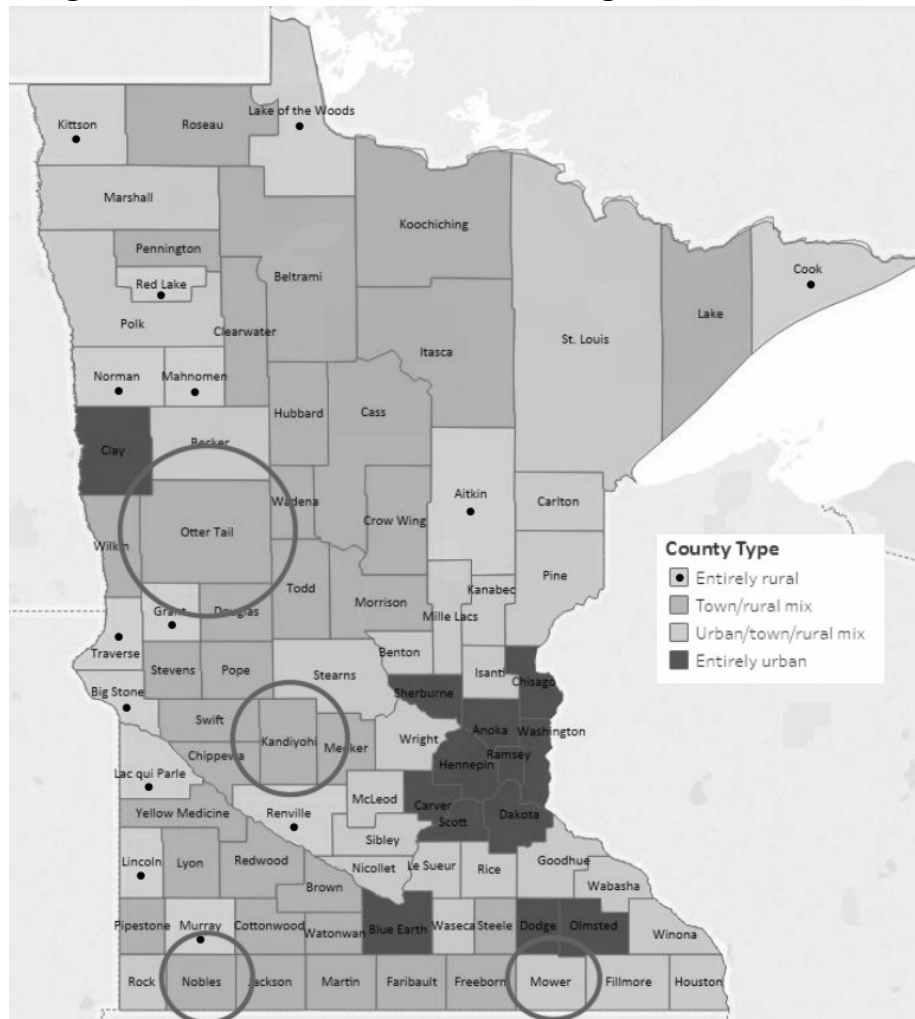 Lake of the Woods
Kittson
Roseau
Marshall
Koochiching
Pennington
Beltrami
Cook
Red Lake
Lake
Polk
Clearwater
St. Louis
Itasca
Norman
Mahnomen
Hubbard
Cass
Clay
Becker
Aitkin
Wadena
Carlton
Crow Wing
Otter Tail
Wilkin
County Type
Entirely rural
Town/rural mix
Urban/town/rural mix
Entirely urban
Pine
Kanabec
Todd
Morrison
Grant
Douglas
Mille Lacs
Traverse
Benton
Stevens
Pope
Stearns
Isanti
Chisago
Big Stone
Sherburne
Swift
Anoka
Washington
Kandiyohi
Meeker
Wright
Chippewa
Ramsey
Hennepin
Lac qui Parle
McLeod
Carver
Dakota
Yellow Medicine
Renville
Scott
Sibley
Lincoln
Lyon
Redwood
Nicollet
Le Sueur
Rice
Goodhue
Wabasha
Brown
Pipestone
Murray
Cottonwood
Watonwan
Blue Earth
Waseca
Steele
Dodge
Olmsted
Winona
Rock
Nobles
Jackson
Martin
Faribault
Freeborn
Mower
Fillmore
Houston